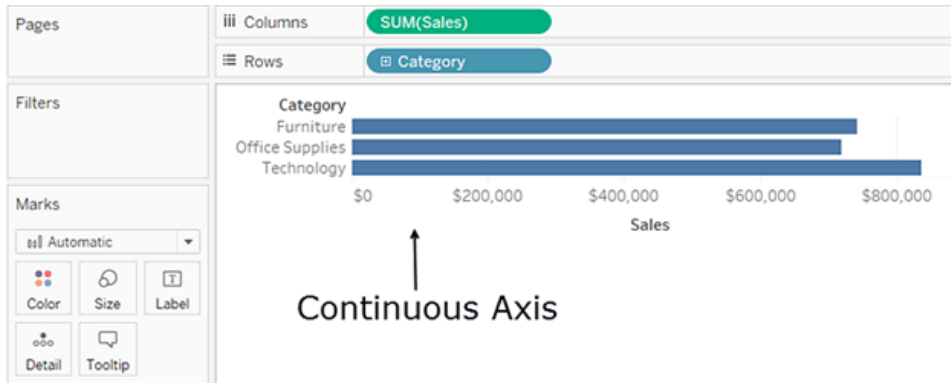 Pages
Columns
SUM(Sales)
Rows
Category
Filters
Category
Furniture
Office Supplies
Technology
$0 $200,000 $400,000 $600,000 $800,000
Sales
Marks
Automatic
Color Size Label
Detail Tooltip
Continuous Axis